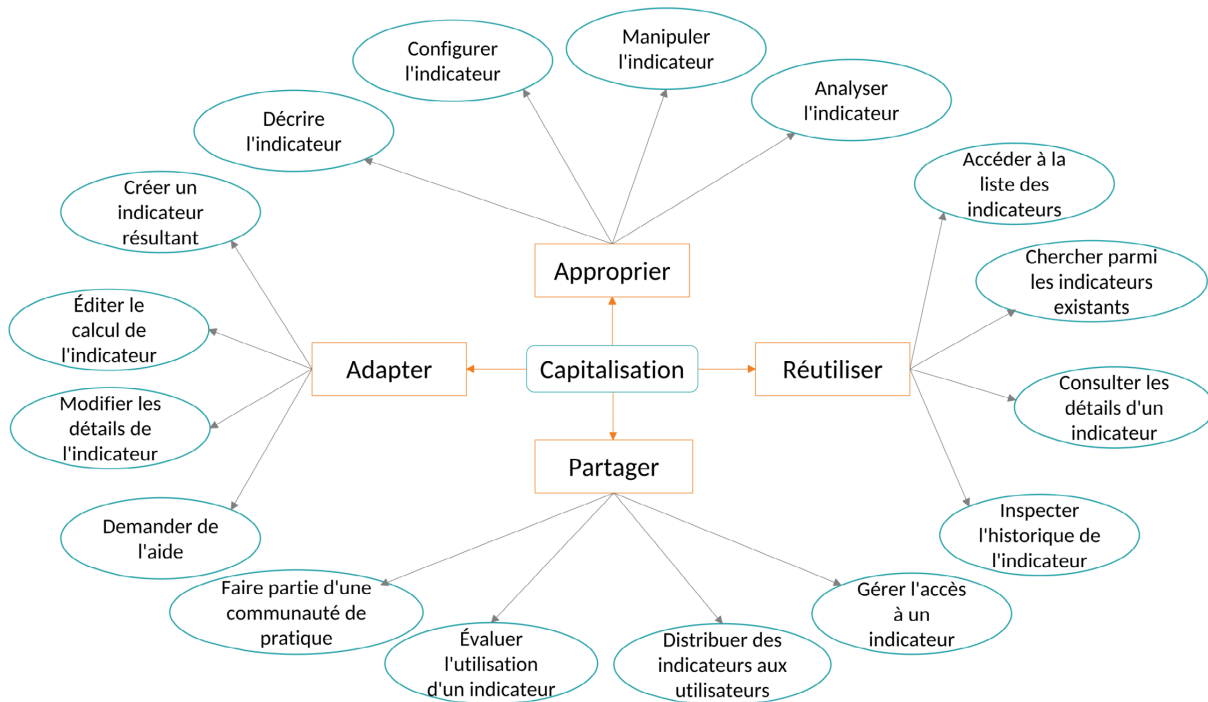 Configurer
l'indicateur
Manipuler
l'indicateur
Analyser
l'indicateur
Décrire
l'indicateur
Accéder à la
liste des
indicateurs
Créer un
indicateur
résultant
Approprier
Chercher parmi
les indicateurs
existants
Éditer le
calcul de
l'indicateur
Adapter
Capitalisation
Réutiliser
Modifier les
détails de
l'indicateur
Consulter les
détails d'un
indicateur
Partager
Demander de
l'aide
Inspecter
l'historique de
l'indicateur
Faire partie d'une
communauté de
pratique
Évaluer
l'utilisation
d'un indicateur
Distribuer des
indicateurs aux
utilisateurs
Gérer l'accès
à un
indicateur